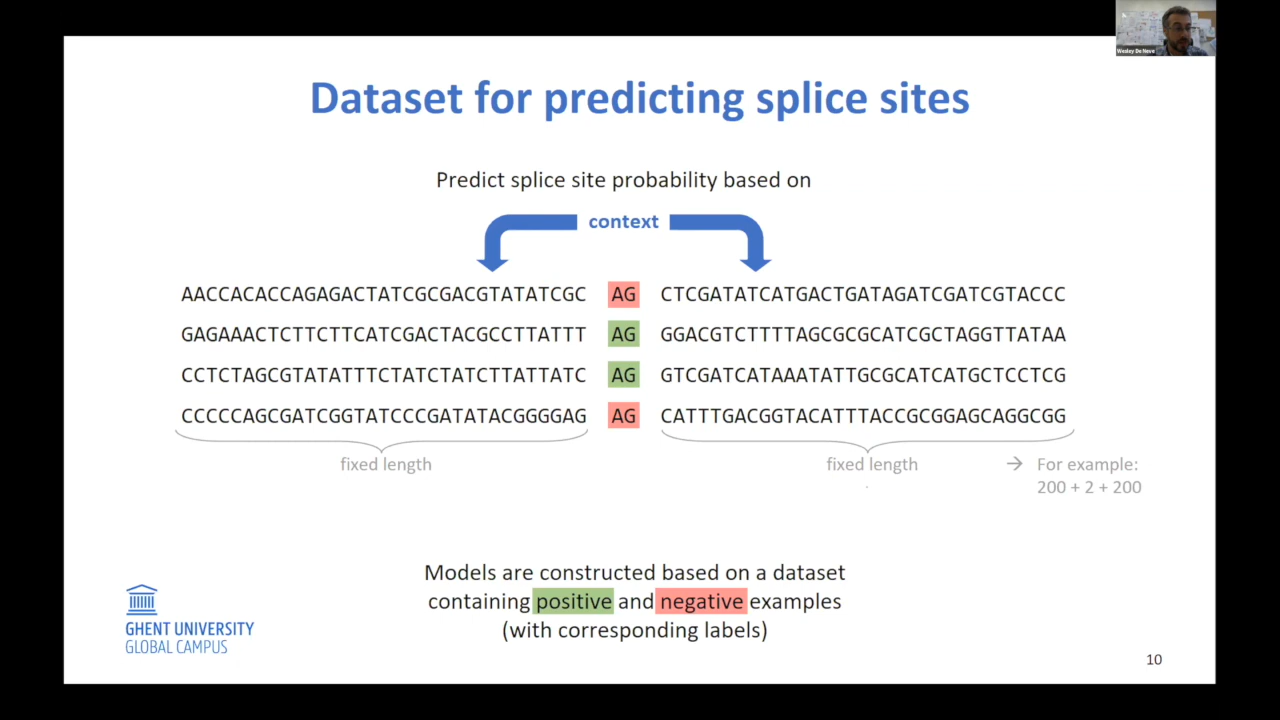 Wesley De Neve
Dataset for predicting splice sites
Predict splice site probability based on
context
AACCACACCAGAGACTATCGCGACGTATATCGC AG CTCGATATCATGACTGATAGATCGATCGTACCC
GAGAAACTCTTCTTCATCGACTACGCCTTATTT AG GGACGTCTTTTAGCGCGCATCGCTAGGTTATAA
CCTCTAGCGTATATTTCTATCTATCTTATTATC AG GTCGATCATAAATATTGCGCATCATGCTCCTCG
CCCCCAGCGATCGGTATCCCGATATACGGGGAG AG CATTTGACGGTACATTTACCGCGGAGCAGGCGG
fixed length fixed length → For example:
200 + 2 + 200
Models are constructed based on a dataset
containing positive and negative examples
(with corresponding labels)
GHENT UNIVERSITY
GLOBAL CAMPUS
10